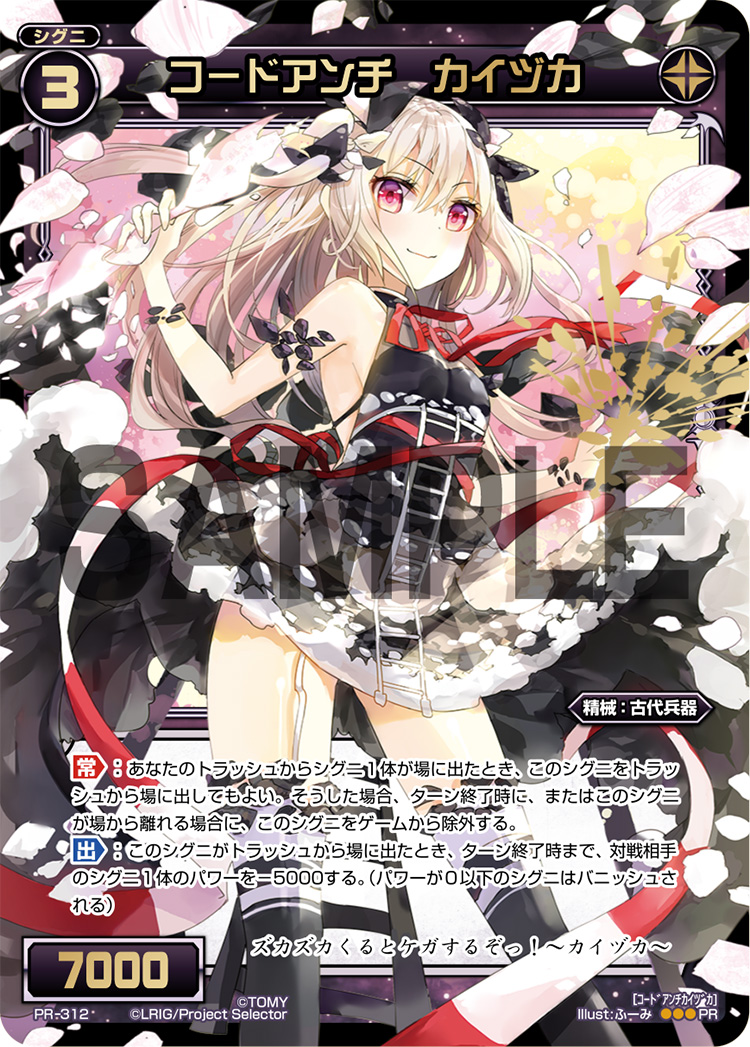 シグニ
3
コードアンチ　カイヅカ
SAMPLE
精械：古代兵器
常：あなたのトラッシュからシグニ１体が場に出たとき、このシグニをトラッ
シュから場に出してもよい。そうした場合、ターン終了時に、またはこのシグニ
が場から離れる場合に、このシグニをゲームから除外する。
出：このシグニがトラッシュから場に出たとき、ターン終了時まで、対戦相手
のシグニ１体のパワーを－5000する。（パワーが０以下のシグニはバニッシュさ
れる）
ズカズカくるとケガするぞっ！～カイヅカ～
7000
PR-312 ©LRIG/Project Selector
©TOMY
[コードアンチカイヅカ]
Illust:ふーみ PR